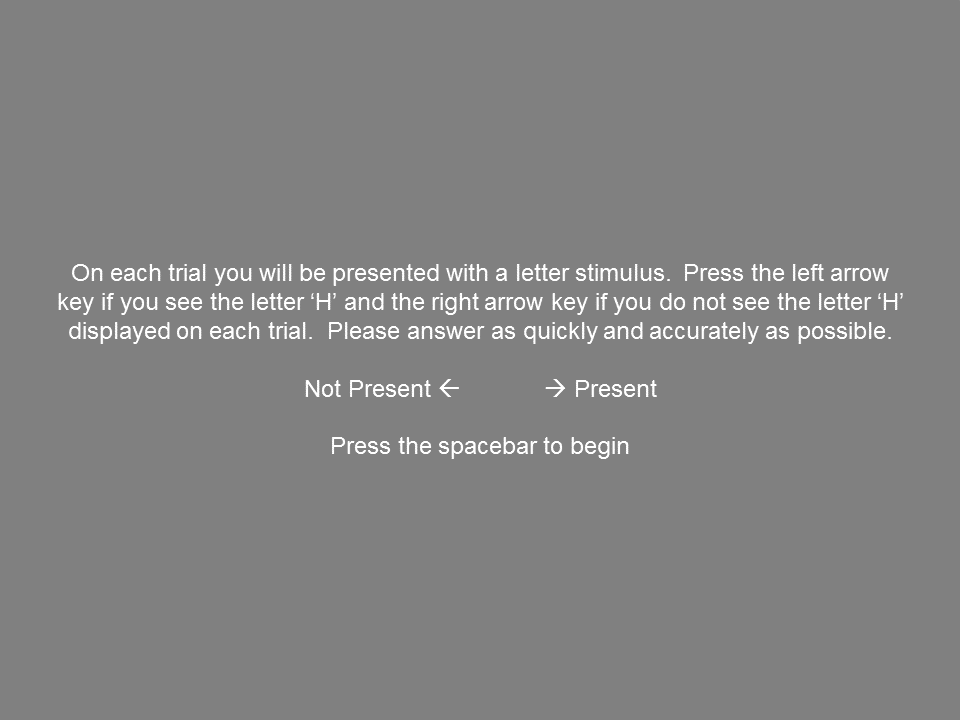 On each trial you will be presented with a letter stimulus.  Press the left arrow
key if you see the letter ‘H’ and the right arrow key if you do not see the letter ‘H’
displayed on each trial.  Please answer as quickly and accurately as possible.
Not Present ← → Present
Press the spacebar to begin